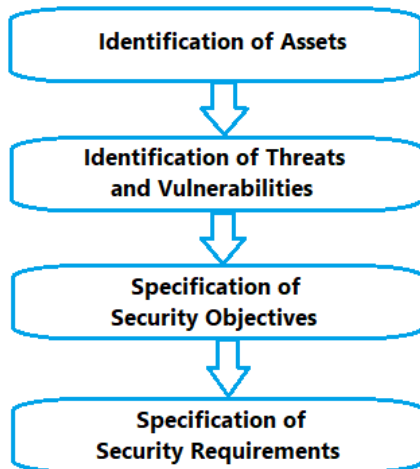 Identification of Assets
Identification of Threats
and Vulnerabilities
Specification of
Security Objectives
Specification of
Security Requirements